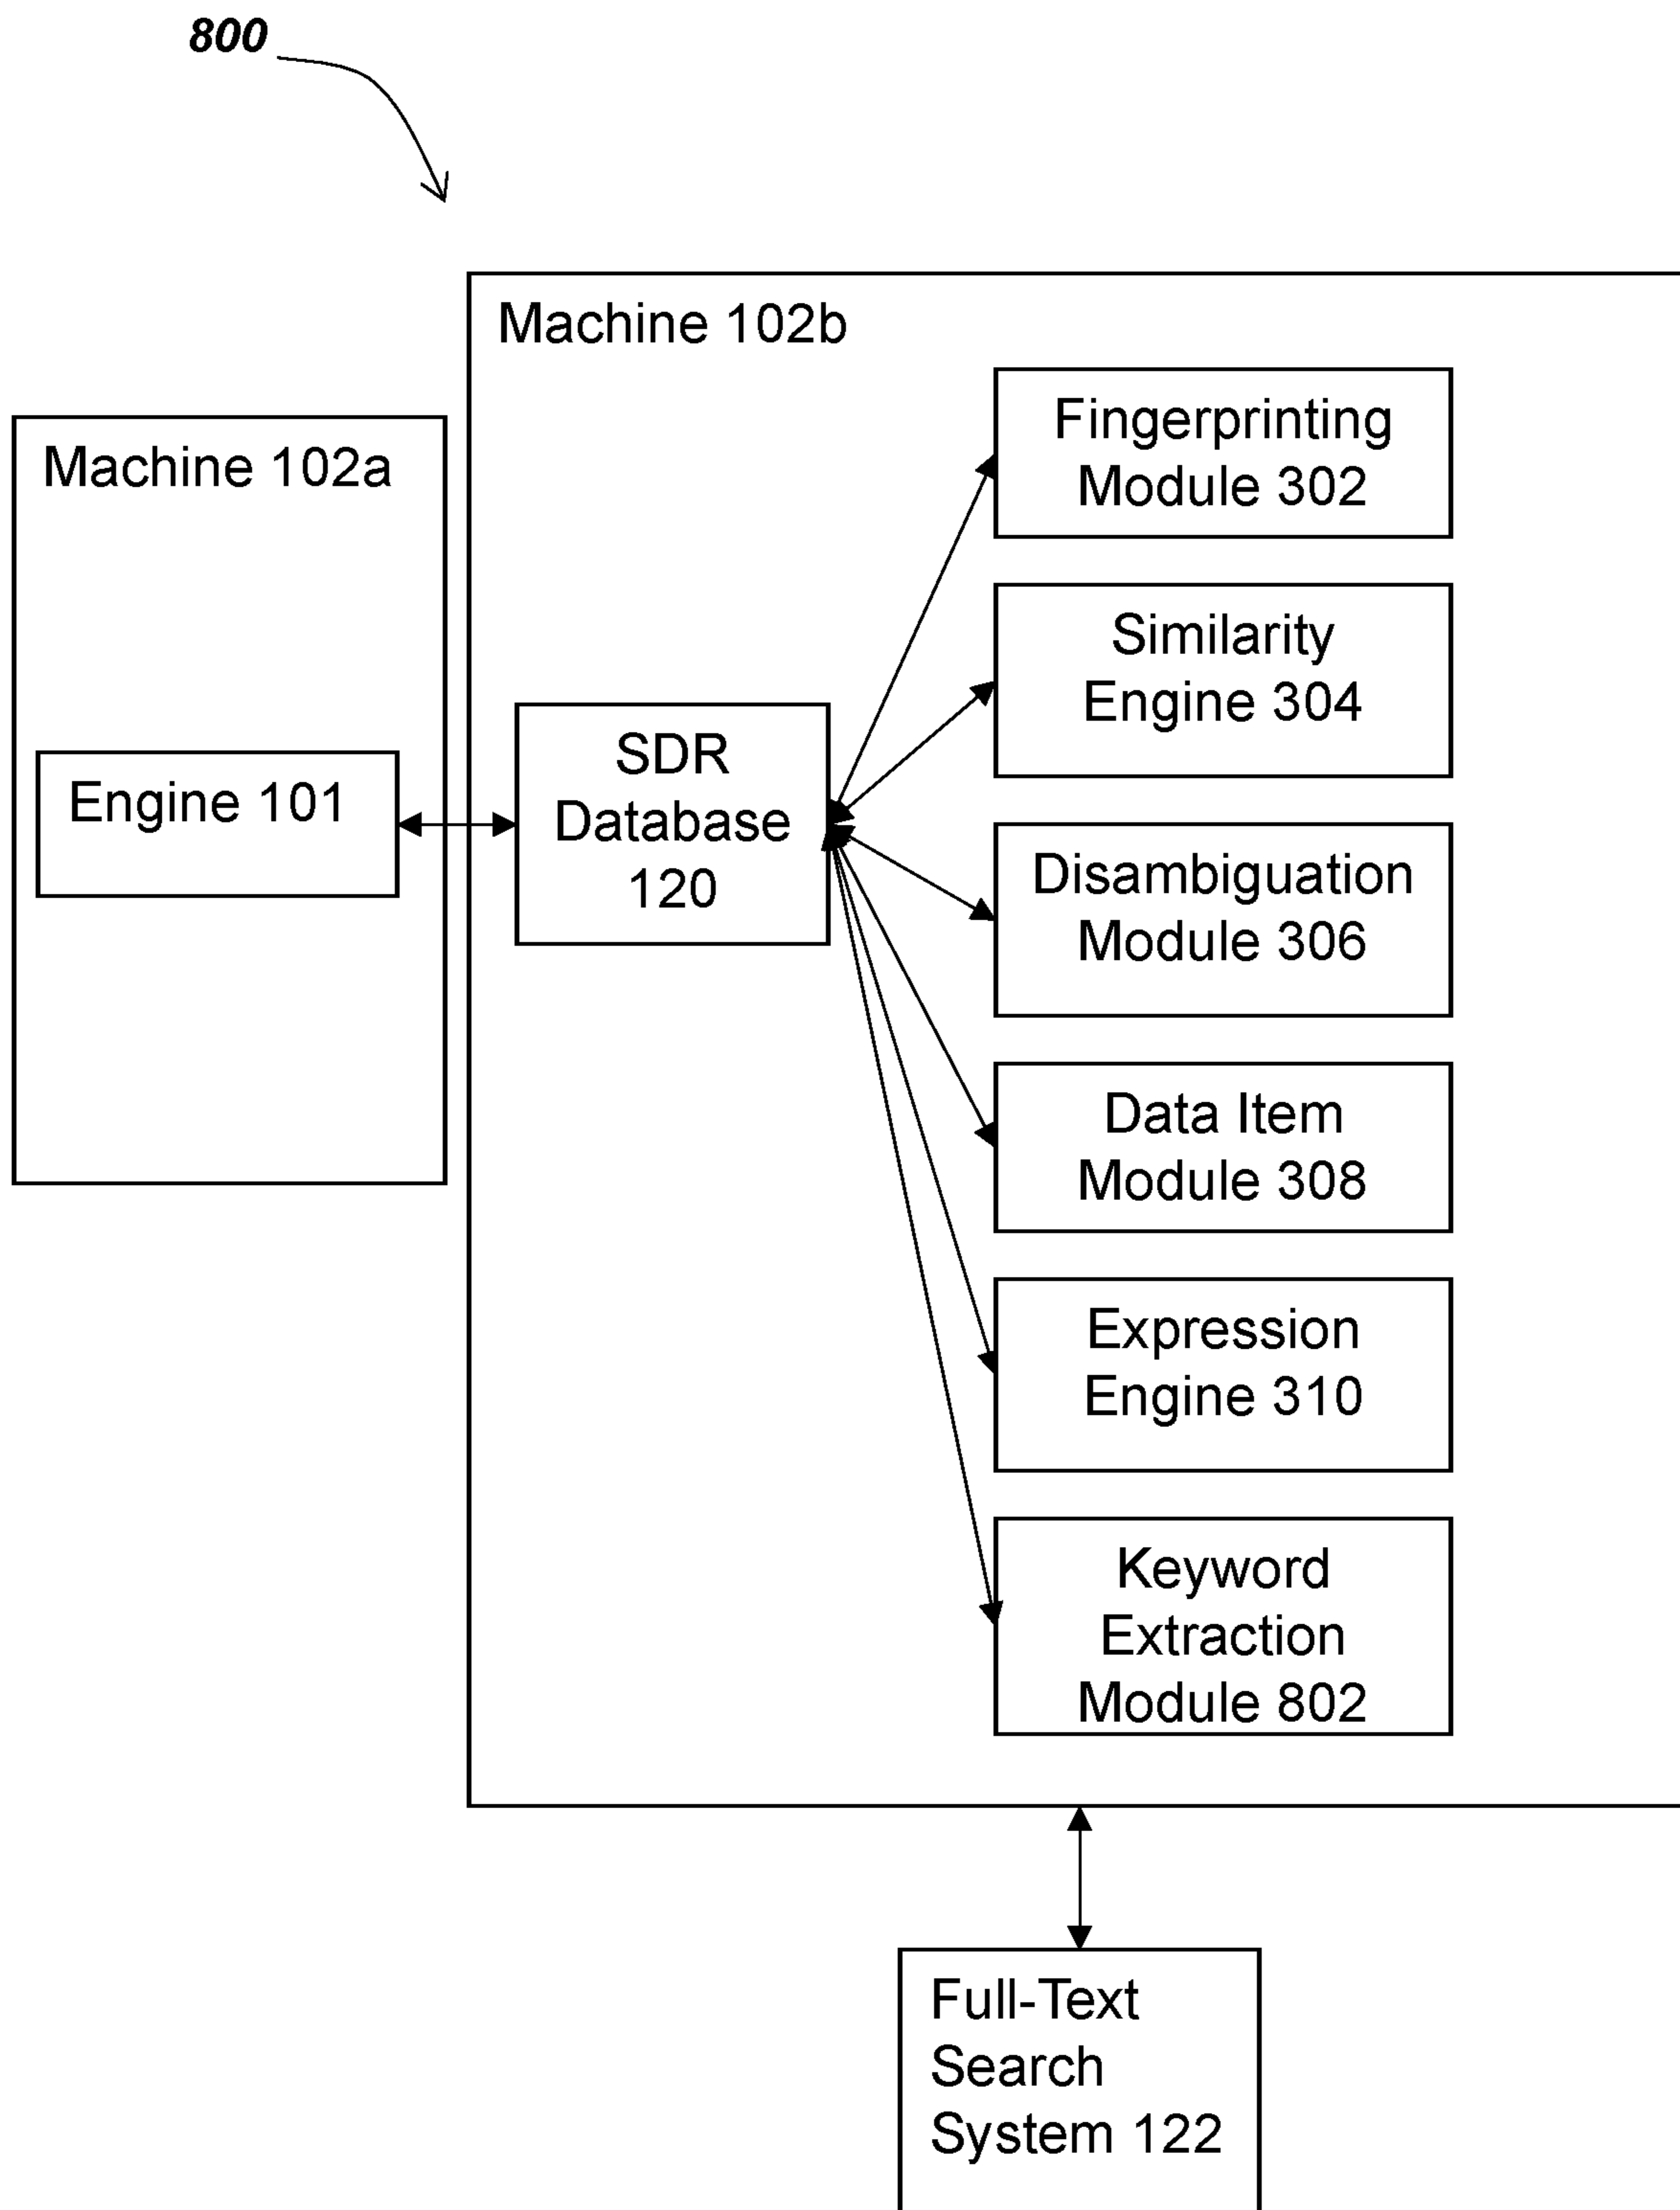 800
Machine 102b
Machine 102a
Engine 101
SDR
Database
120
Fingerprinting
Module 302
Similarity
Engine 304
Disambiguation
Module 306
Data Item
Module 308
Expression
Engine 310
Keyword
Extraction
Module 802
Full-Text
Search
System 122